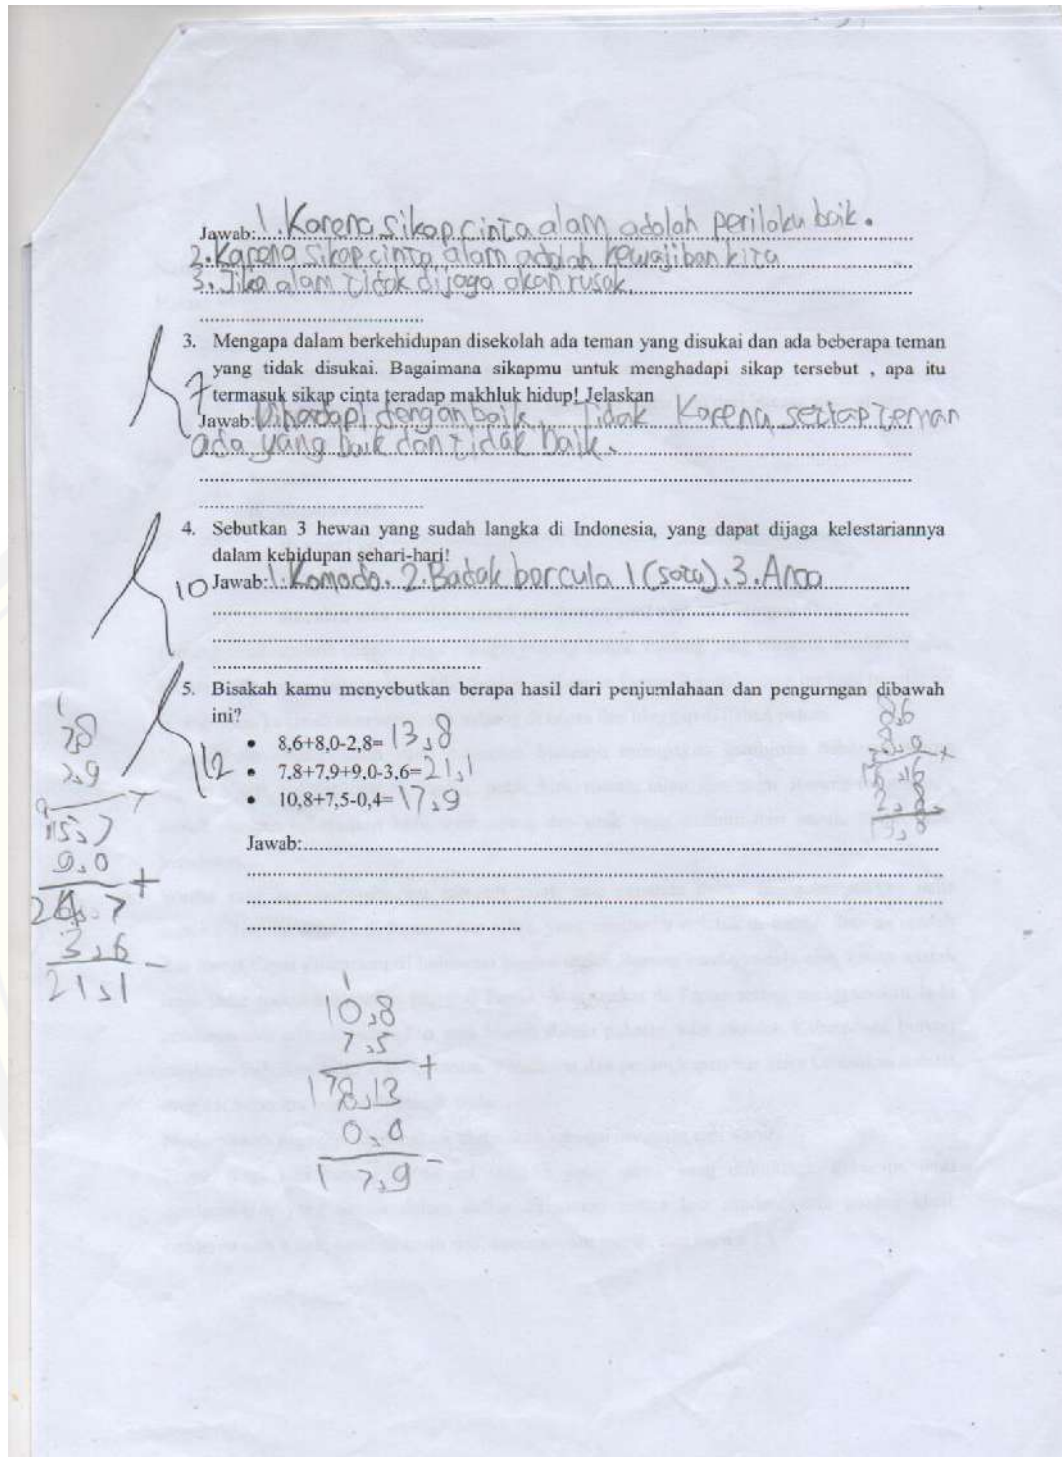 Jawab: 1. Karena sikap cinta alam adalah perilaku baik.
2. Karena sikap cinta alam adalah kewajiban kita
3. Jika alam tidak dijaga akan rusak.
3. Mengapa dalam berkehidupan disekolah ada teman yang disukai dan ada beberapa teman
yang tidak disukai. Bagaimana sikapmu untuk menghadapi sikap tersebut , apa itu
7 termasuk sikap cinta teradap makhluk hidup! Jelaskan
Jawab: Dihadapi dengan baik. Tidak Karena, setiap teman
ada yang baik dan tidak baik.
4. Sebutkan 3 hewan yang sudah langka di Indonesia, yang dapat dijaga kelestariannya
dalam kehidupan sehari-hari!
10 Jawab: 1. Komodo. 2. Badak bercula 1 (satu). 3. Anoa
5. Bisakah kamu menyebutkan berapa hasil dari penjumlahaan dan pengurngan dibawah
ini?
• 8,6+8,0-2,8= 13,8
12 • 7,8+7,9+9,0-3,6= 21,1
• 10,8+7,5-0,4= 17,9
Jawab:
8,6
8,0 +
2,8
13,8
1
7,8
7,9 +
15,7
9,0 +
3,6 -
21,1
1
10,8
7,5 +
0,4 -
17,9